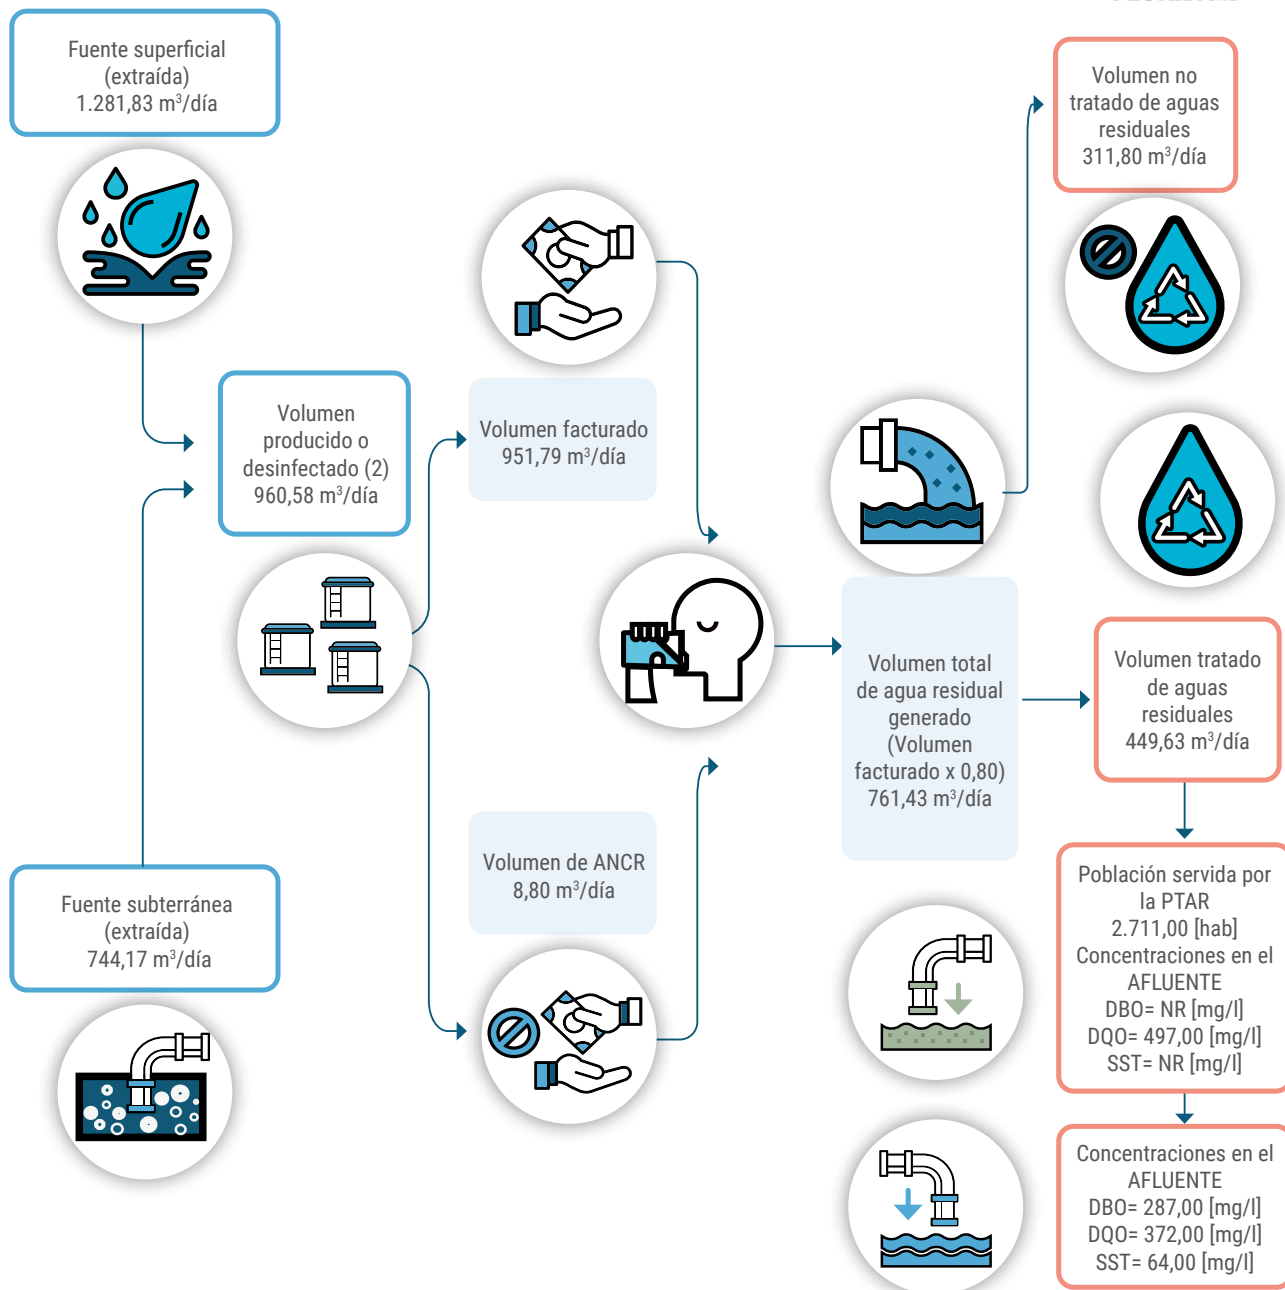 Fuente superficial
(extraída)
1.281,83 m³/día
Volumen no
tratado de aguas
residuales
311,80 m³/día
Volumen
producido o
desinfectado (2)
960,58 m³/día
Volumen facturado
951,79 m³/día
Volumen total
de agua residual
generado
(Volumen
facturado x 0,80)
761,43 m³/día
Volumen tratado
de aguas
residuales
449,63 m³/día
Volumen de ANCR
8,80 m³/día
Fuente subterránea
(extraída)
744,17 m³/día
Población servida por
la PTAR
2.711,00 [hab]
Concentraciones en el
AFLUENTE
DBO= NR [mg/l]
DQO= 497,00 [mg/l]
SST= NR [mg/l]
Concentraciones en el
AFLUENTE
DBO= 287,00 [mg/l]
DQO= 372,00 [mg/l]
SST= 64,00 [mg/l]